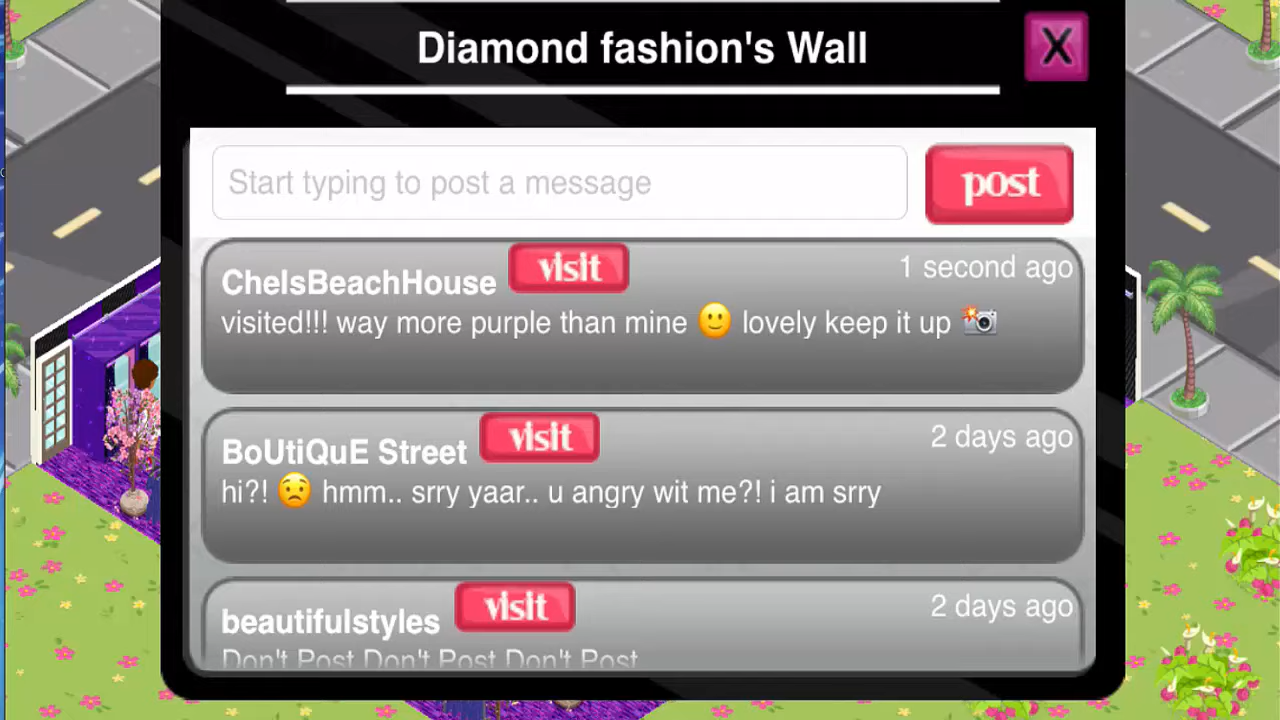 Diamond fashion's Wall
X
Start typing to post a message
post
ChelsBeachHouse
visit
1 second ago
visited!!! way more purple than mine 🙂 lovely keep it up 📸
BoUtiQuE Street
visit
2 days ago
hi?! 😟 hmm.. srry yaar.. u angry wit me?! i am srry
beautifulstyles
visit
2 days ago
Don't Post Don't Post Don't Post